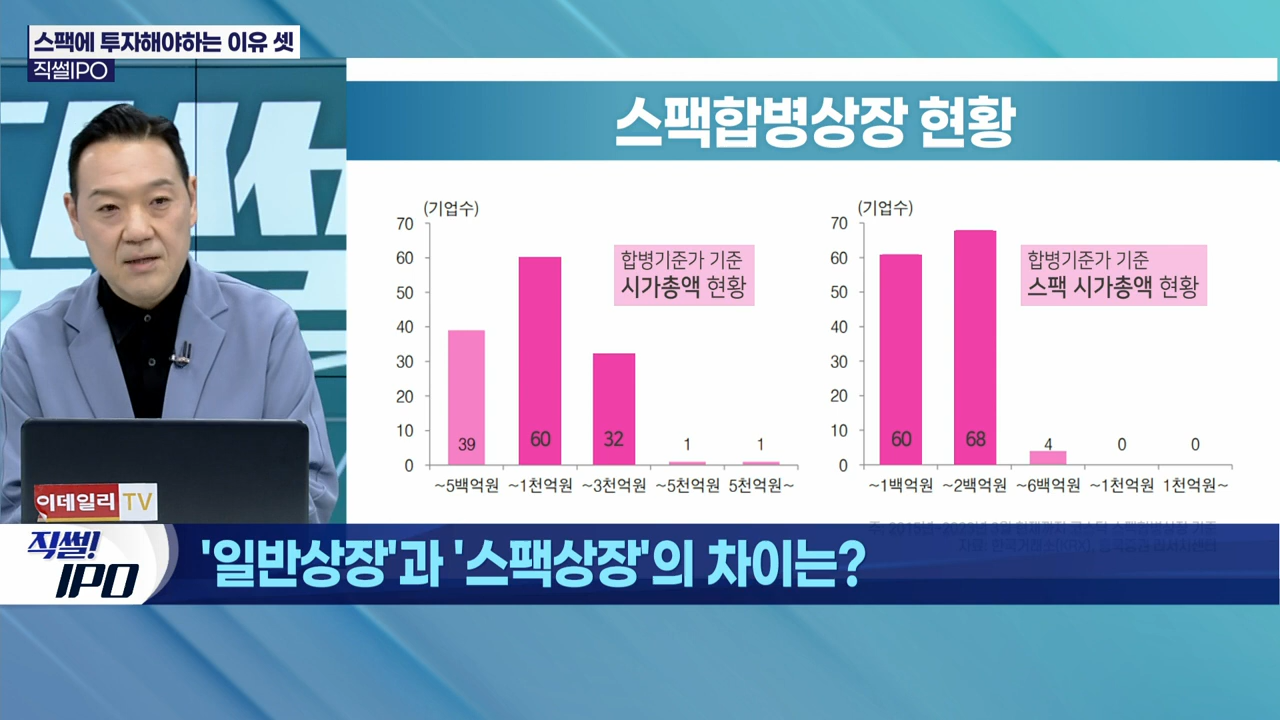 스팩에 투자해야하는 이유 셋
직썰IPO
스팩합병상장 현황
(기업수)
70
60
50
40
30
20
10
0
합병기준가 기준
시가총액 현황
39
60
32
1
1
~5백억원
~1천억원
~3천억원
~5천억원
5천억원~
(기업수)
70
60
50
40
30
20
10
0
합병기준가 기준
스팩 시가총액 현황
60
68
4
0
0
~1백억원
~2백억원
~6백억원
~1천억원
1천억원~
이데일리 TV
직썰!
IPO
'일반상장'과 '스팩상장'의 차이는?